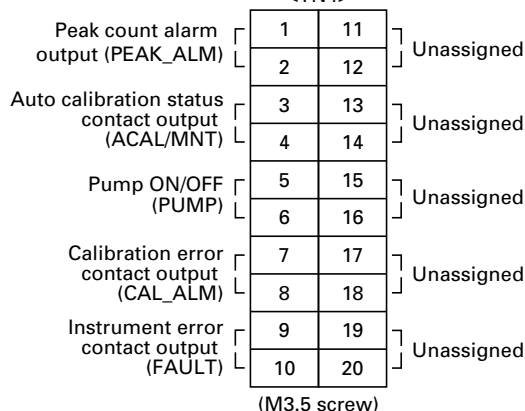 Peak count alarm
output (PEAK_ALM)
1 11
2 12
Unassigned
Auto calibration status
contact output
(ACAL/MNT)
3 13
4 14
Unassigned
Pump ON/OFF
(PUMP)
5 15
6 16
Unassigned
Calibration error
contact output
(CAL_ALM)
7 17
8 18
Unassigned
Instrument error
contact output
(FAULT)
9 19
10 20
Unassigned
(M3.5 screw)